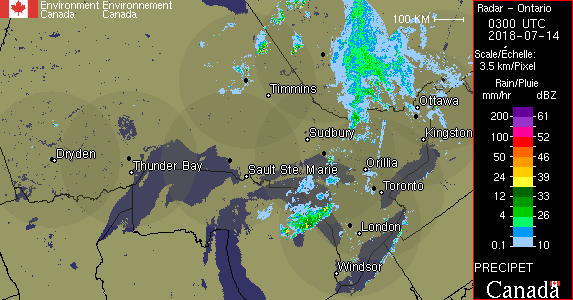 Environment Environnement
Canada Canada
100 KM
Timmins
Ottawa
Sudbury
Kingston
Dryden
Thunder Bay
Sault Ste. Marie
Orillia
Toronto
London
Windsor
Radar - Ontario
0300 UTC
2018-07-14
Scale/Échelle:
3.5 km/Pixel
Rain/Pluie
mm/hr dBZ
200 61
100 52
50 46
24 39
12 33
4 26
0.1 10
PRECIPET
Canada